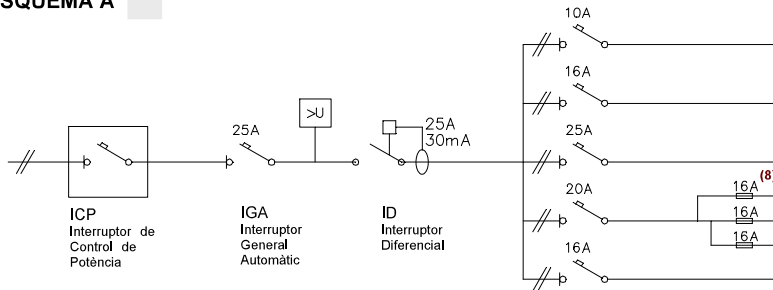 SQUEMA A
ICP
Interruptor de
Control de
Potència
25A
IGA
Interruptor
General
Automàtic
>U
25A
30mA
ID
Interruptor
Diferencial
10A
16A
25A
20A
16A
16A (8)
16A
16A